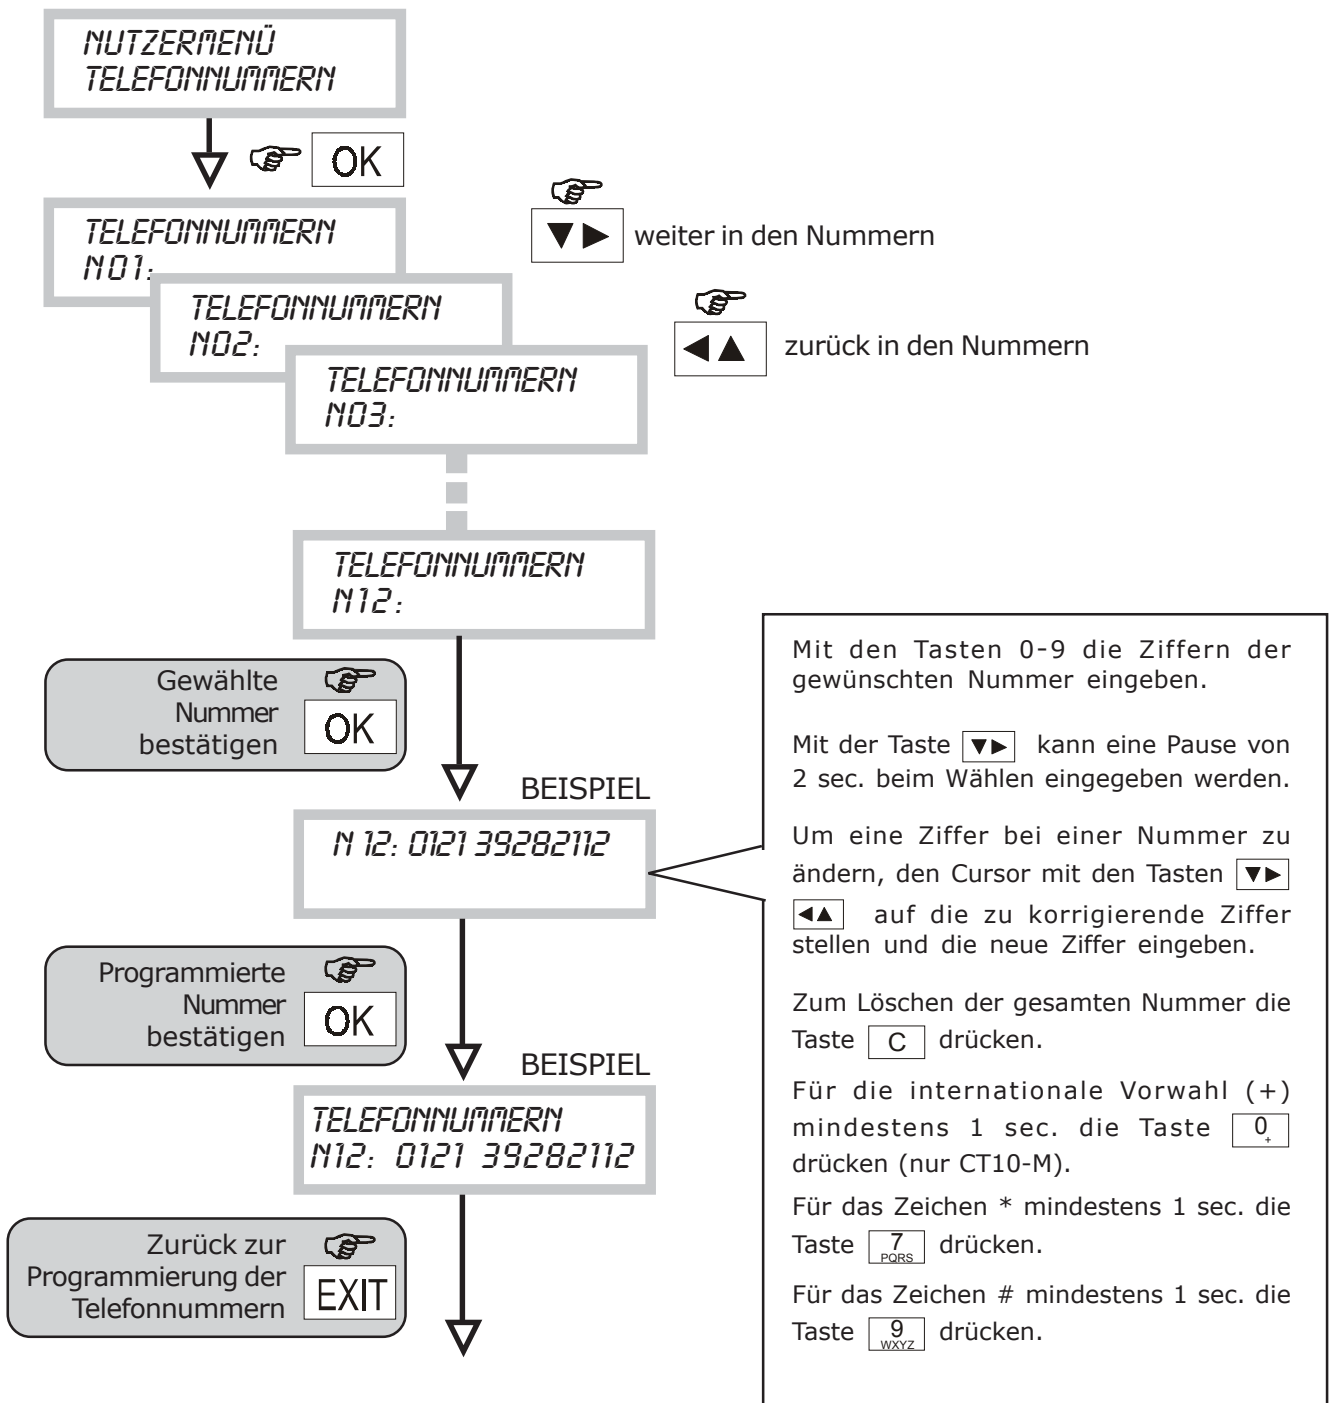 NUTZERMENÜ
TELEFONNUMMERN
OK
TELEFONNUMMERN
N01:
weiter in den Nummern
TELEFONNUMMERN
N02:
zurück in den Nummern
TELEFONNUMMERN
N03:
TELEFONNUMMERN
N12:
Gewählte
Nummer
bestätigen
OK
BEISPIEL
N 12: 0121 39282112
Programmierte
Nummer
bestätigen
OK
BEISPIEL
TELEFONNUMMERN
N12: 0121 39282112
Zurück zur
Programmierung der
Telefonnummern
EXIT
Mit den Tasten 0-9 die Ziffern der
gewünschten Nummer eingeben.
Mit der Taste ▼► kann eine Pause von
2 sec. beim Wählen eingegeben werden.
Um eine Ziffer bei einer Nummer zu
ändern, den Cursor mit den Tasten ▼►
◄▲ auf die zu korrigierende Ziffer
stellen und die neue Ziffer eingeben.
Zum Löschen der gesamten Nummer die
Taste C drücken.
Für die internationale Vorwahl (+)
mindestens 1 sec. die Taste 0+
drücken (nur CT10-M).
Für das Zeichen * mindestens 1 sec. die
Taste 7 PQRS drücken.
Für das Zeichen # mindestens 1 sec. die
Taste 9 WXYZ drücken.